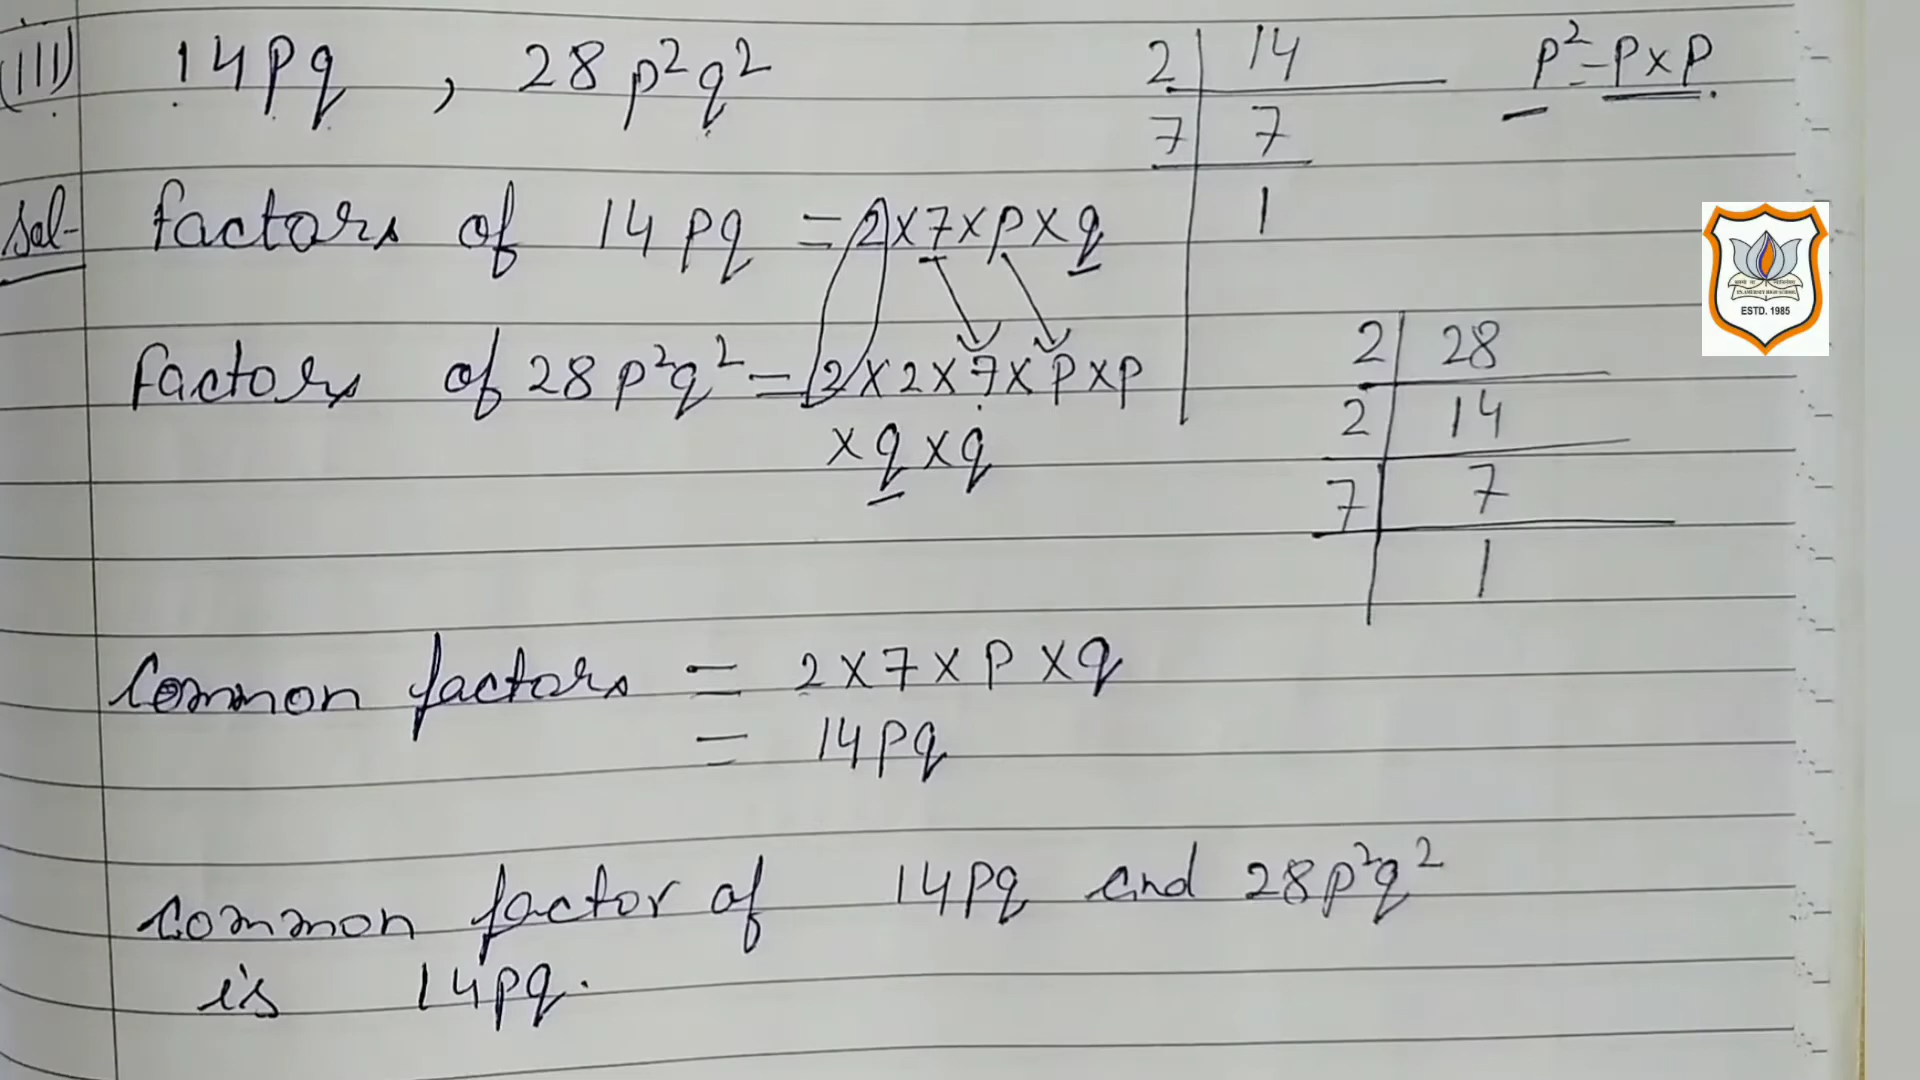 (III) 14pq , 28p²q²
Sol- factors of 14pq = 2×7×p×q
factors of 28p²q² = 2×2×7×p×p
×q×q
Common factors = 2×7×p×q
= 14pq
Common factor of 14pq and 28p²q²
is 14pq.
2 | 14
7 | 7
1
p² = p×p
2 | 28
2 | 14
7 | 7
1
ESTD. 1985